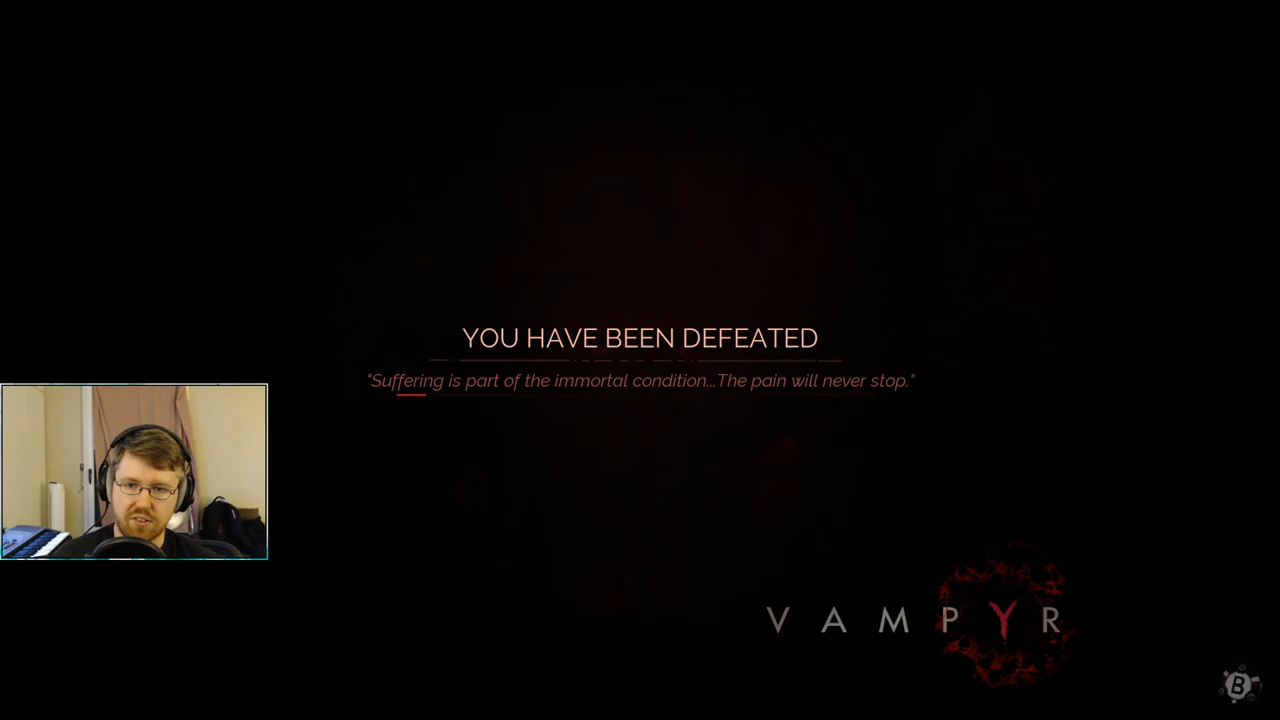 YOU HAVE BEEN DEFEATED
"Suffering is part of the immortal condition...The pain will never stop."
VAMPYR
B